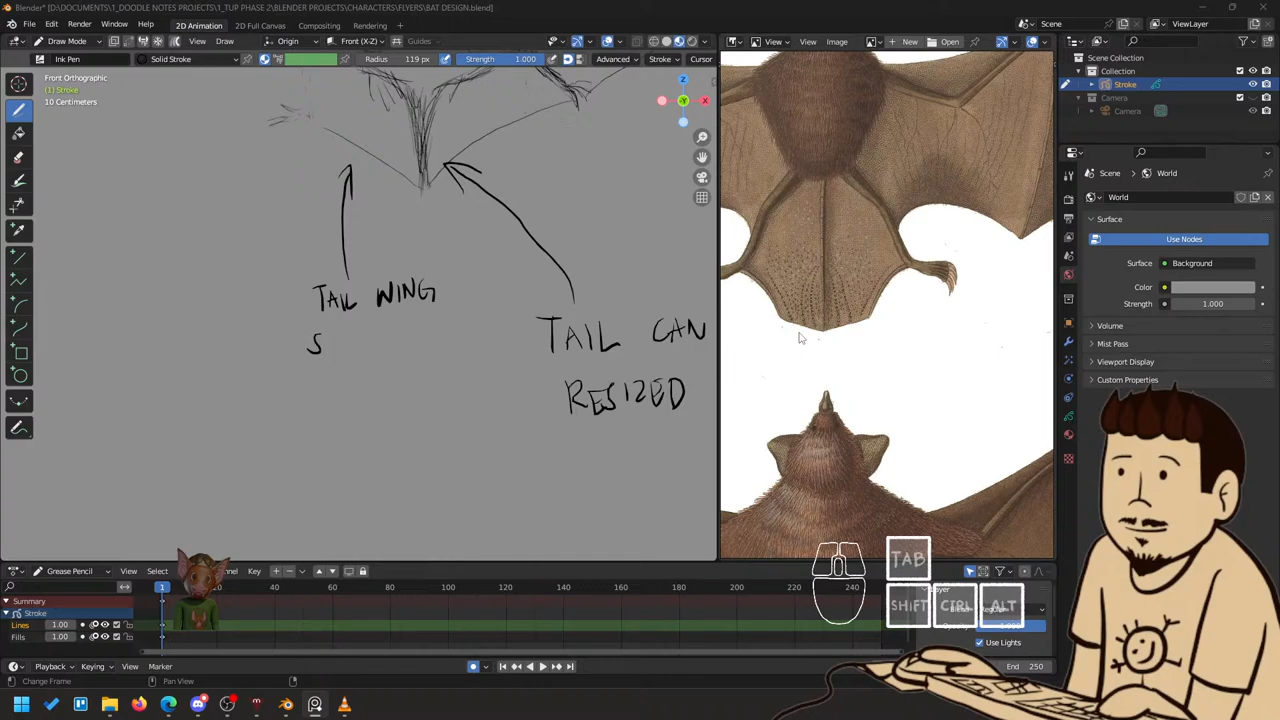 Blender* [D:\DOCUMENTS\1_DOODLE NOTES PROJECTS\1_TUP PHASE 2\BLENDER PROJECTS\CHARACTERS\FLYERS\BAT DESIGN.blend]
File Edit Render Window Help 2D Animation 2D Full Canvas Compositing Rendering Scene ViewLayer
Draw Mode View Draw Origin Front (X-Z) Guides View View Image New Open
Ink Pen Solid Stroke Radius 119 px Strength 1.000 Advanced Stroke Cursor
Front Orthographic
(1) Stroke
10 Centimeters
Z
Y
X
TAIL WING
S
TAIL CAN
RESIZED
Scene Collection
Collection
Stroke
Camera
Camera
Scene World
World
Surface
Use Nodes
Surface Background
Color
Strength 1.000
Volume
Mist Pass
Viewport Display
Custom Properties
TAB
SHIFT CTRL ALT
Grease Pencil View Select Key
1 40 60 80 100 120 140 160 180 200 220 240
Summary
Stroke
Lines 1.00
Fills 1.00
Regular
Use Lights
Playback Keying View Marker End 250
Change Frame Pan View